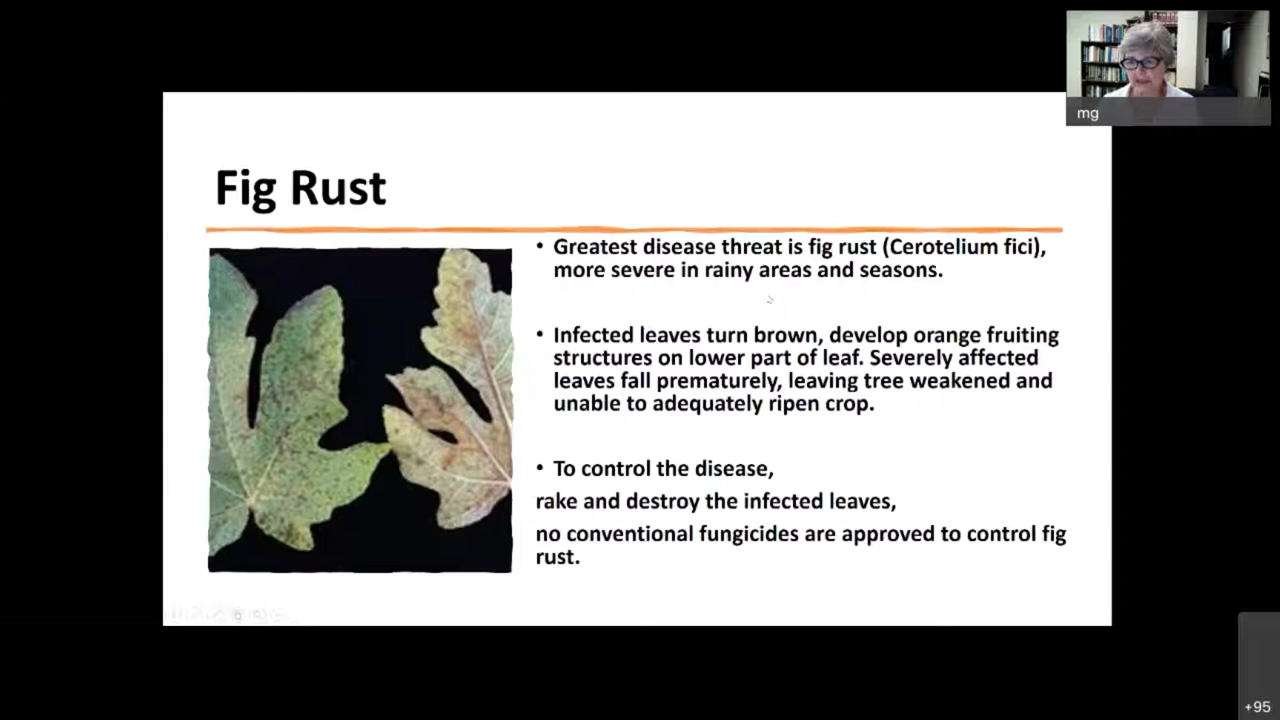 mg
Fig Rust
• Greatest disease threat is fig rust (Cerotelium fici),
more severe in rainy areas and seasons.
• Infected leaves turn brown, develop orange fruiting
structures on lower part of leaf. Severely affected
leaves fall prematurely, leaving tree weakened and
unable to adequately ripen crop.
• To control the disease,
rake and destroy the infected leaves,
no conventional fungicides are approved to control fig
rust.
+95